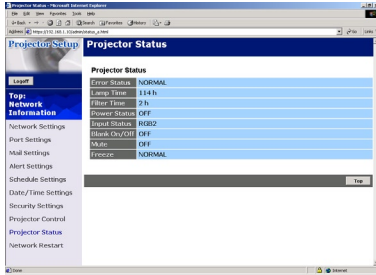 Projector Status - Microsoft Internet Explorer
File Edit View Favorites Tools Help
Back Search Favorites History
Address
Go Links
Projector Setup
Projector Status
Logoff
Top:
Network
Information
Network Settings
Port Settings
Mail Settings
Alert Settings
Schedule Settings
Date/Time Settings
Security Settings
Projector Control
Projector Status
Network Restart
Projector Status
Error Status NORMAL
Lamp Time 114 h
Filter Time 2 h
Power Status OFF
Input Status RGB2
Blank On/Off OFF
Mute OFF
Freeze NORMAL
Top
Done
Internet